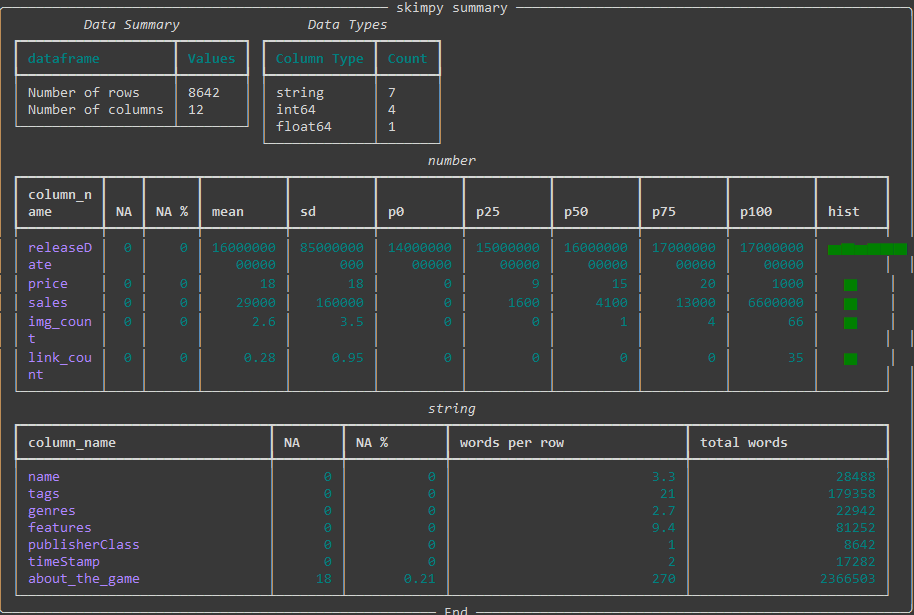 skimpy summary
Data Summary Data Types
dataframe Values Column Type Count
Number of rows 8642 string 7
Number of columns 12 int64 4
float64 1
number
column_n
ame NA NA % mean sd p0 p25 p50 p75 p100 hist
releaseD 0 0 16000000 85000000 14000000 15000000 16000000 17000000 17000000
ate 00000 000 00000 00000 00000 00000 00000
price 0 0 18 18 0 9 15 20 1000
sales 0 0 29000 160000 0 1600 4100 13000 6600000
img_coun 0 0 2.6 3.5 0 0 1 4 66
t
link_cou 0 0 0.28 0.95 0 0 0 0 35
nt
string
column_name NA NA % words per row total words
name 0 0 3.3 28488
tags 0 0 21 179358
genres 0 0 2.7 22942
features 0 0 9.4 81252
publisherClass 0 0 1 8642
timeStamp 0 0 2 17282
about_the_game 18 0.21 270 2366503
End